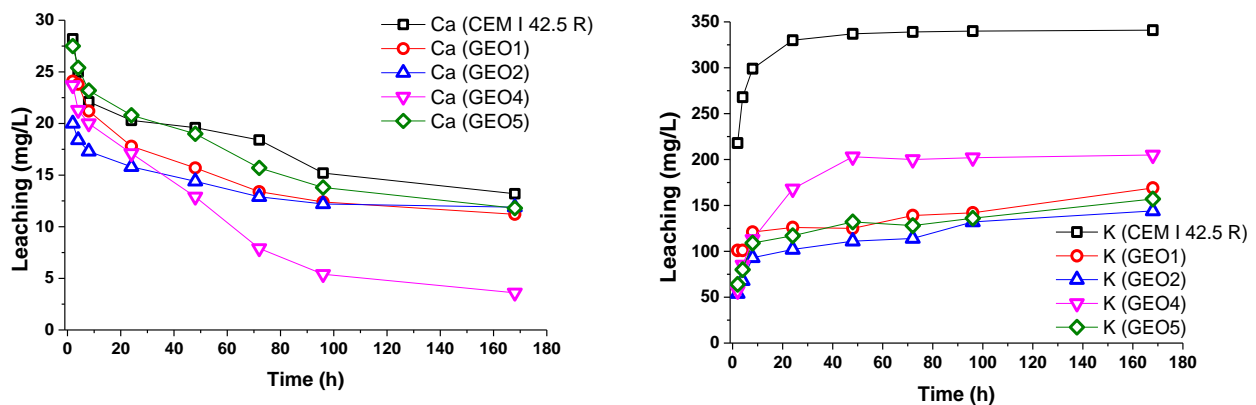 30
25
20
15
10
5
0
Leaching (mg/L)
0 20 40 60 80 100 120 140 160 180
Time (h)
Ca (CEM I 42.5 R)
Ca (GEO1)
Ca (GEO2)
Ca (GEO4)
Ca (GEO5)
350
300
250
200
150
100
50
0
Leaching (mg/L)
0 20 40 60 80 100 120 140 160 180
Time (h)
K (CEM I 42.5 R)
K (GEO1)
K (GEO2)
K (GEO4)
K (GEO5)